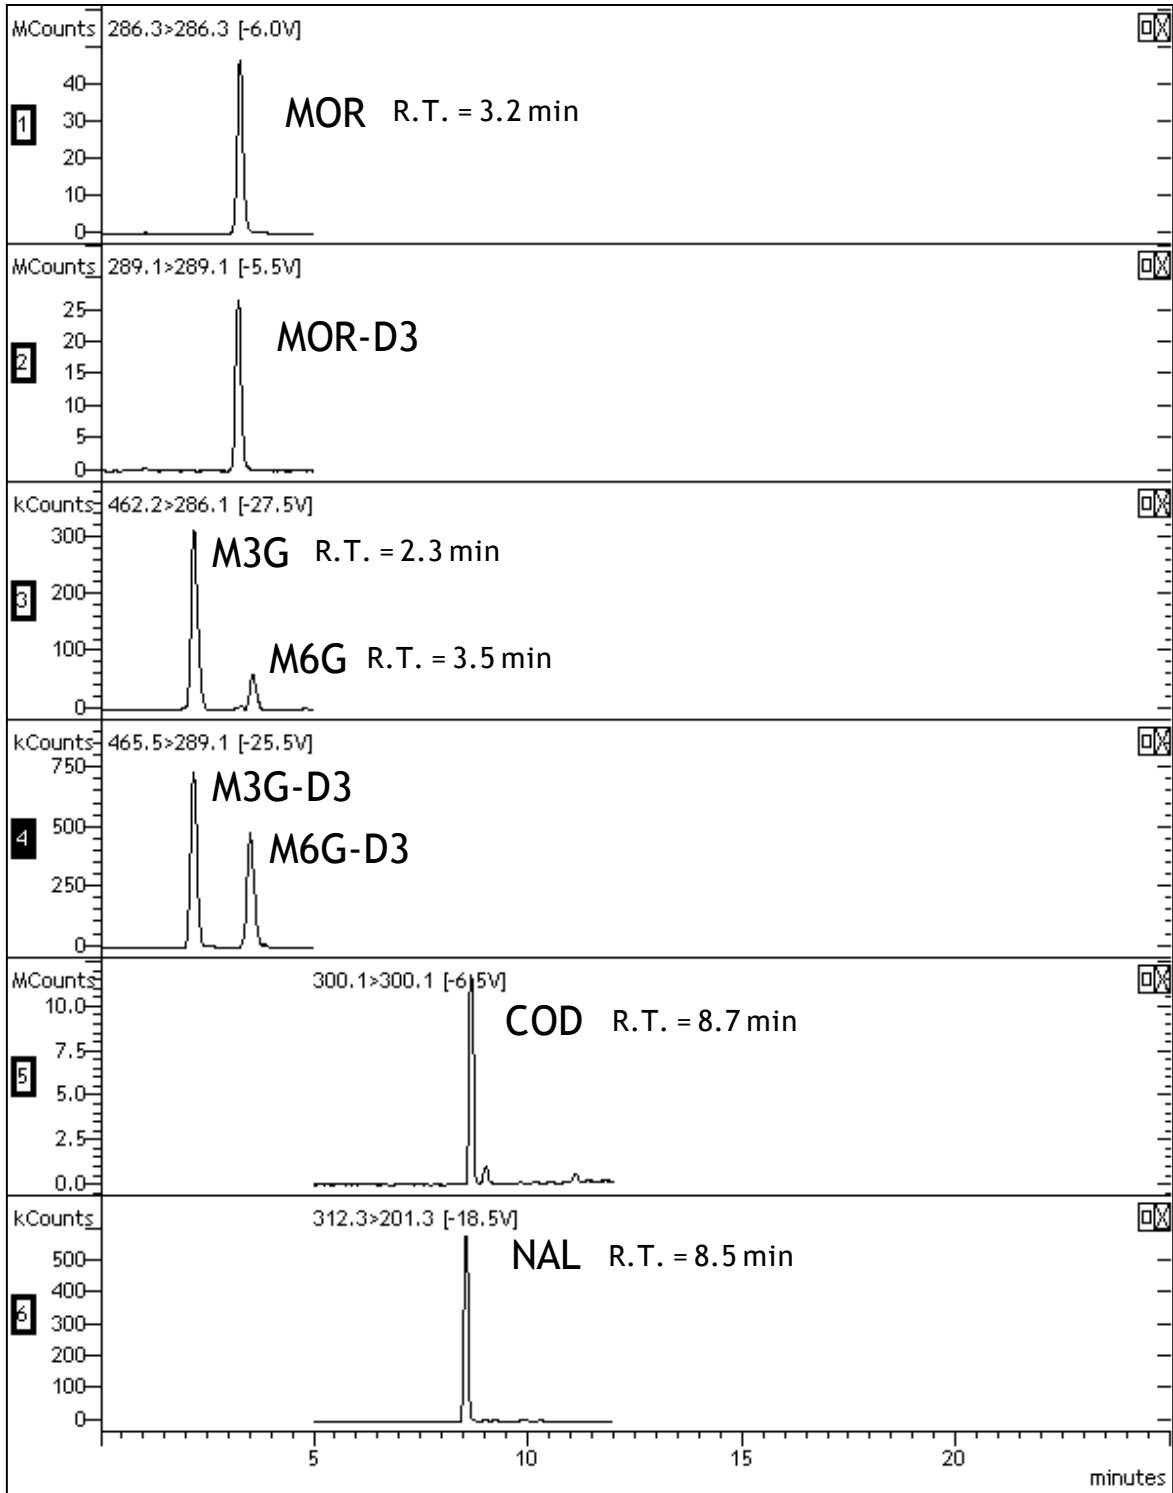 MCounts 286.3>286.3 [-6.0V]
40
MOR R.T. = 3.2 min
1
30
20
10
0
MCounts 289.1>289.1 [-5.5V]
25
MOR-D3
20
2
15
10
5
0
kCounts 462.2>286.1 [-27.5V]
300
M3G R.T. = 2.3 min
3
200
100
M6G R.T. = 3.5 min
0
kCounts 465.5>289.1 [-25.5V]
750
M3G-D3
500
4
M6G-D3
250
0
MCounts 300.1>300.1 [-6.5V]
10.0
COD R.T. = 8.7 min
7.5
5
5.0
2.5
0.0
kCounts 312.3>201.3 [-18.5V]
NAL R.T. = 8.5 min
500
400
6
300
200
100
0
5 10 15 20
minutes